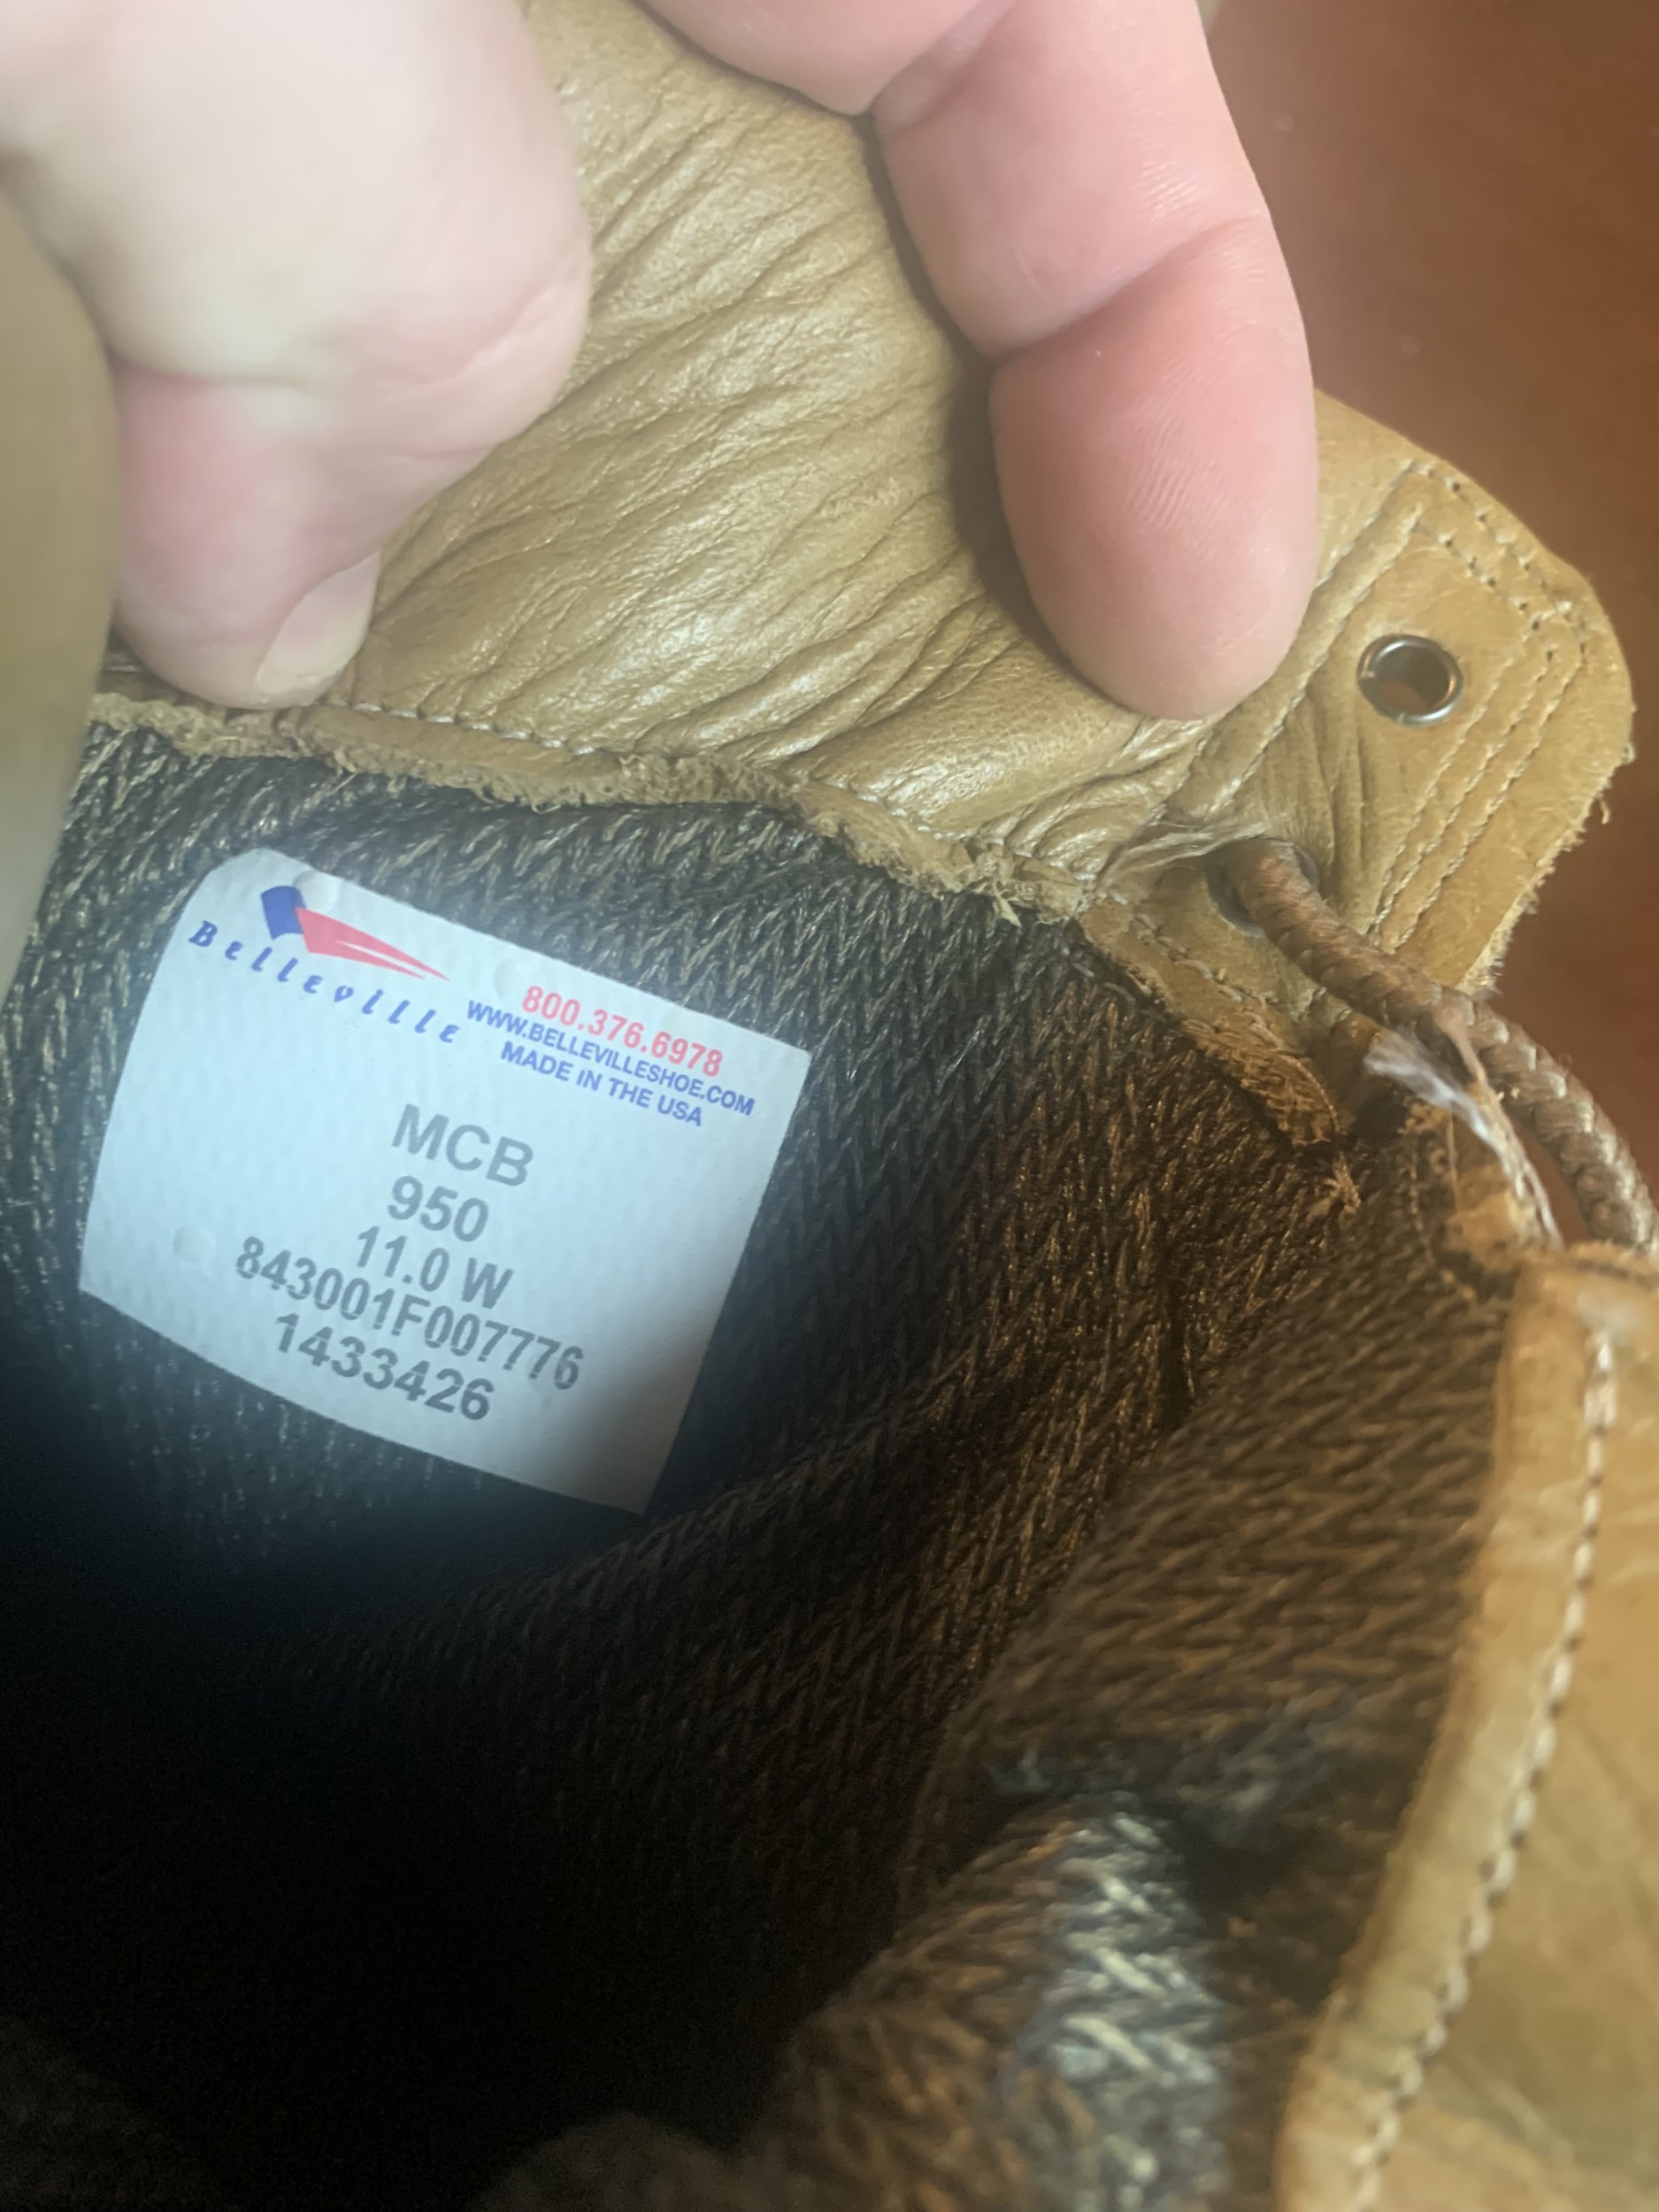 Belleville
800.376.6978
WWW.BELLEVILLESHOE.COM
MADE IN THE USA
MCB
950
11.0 W
843001F007776
1433426